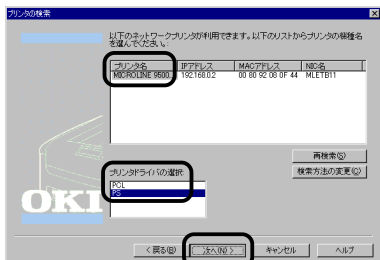 プリンタの検索
以下のネットワークプリンタが利用できます。以下のリストからプリンタの機種名
を選んでください。
プリンタ名 IPアドレス MACアドレス NIC名
MICROLINE 9500.. 192.168.0.2 00 80 92 08 0F 44 MLETB11
再検索(S)
プリンタドライバの選択:
検索方法の変更(C)
PCL
PS
OKI
< 戻る(B) 次へ(N) > キャンセル ヘルプ